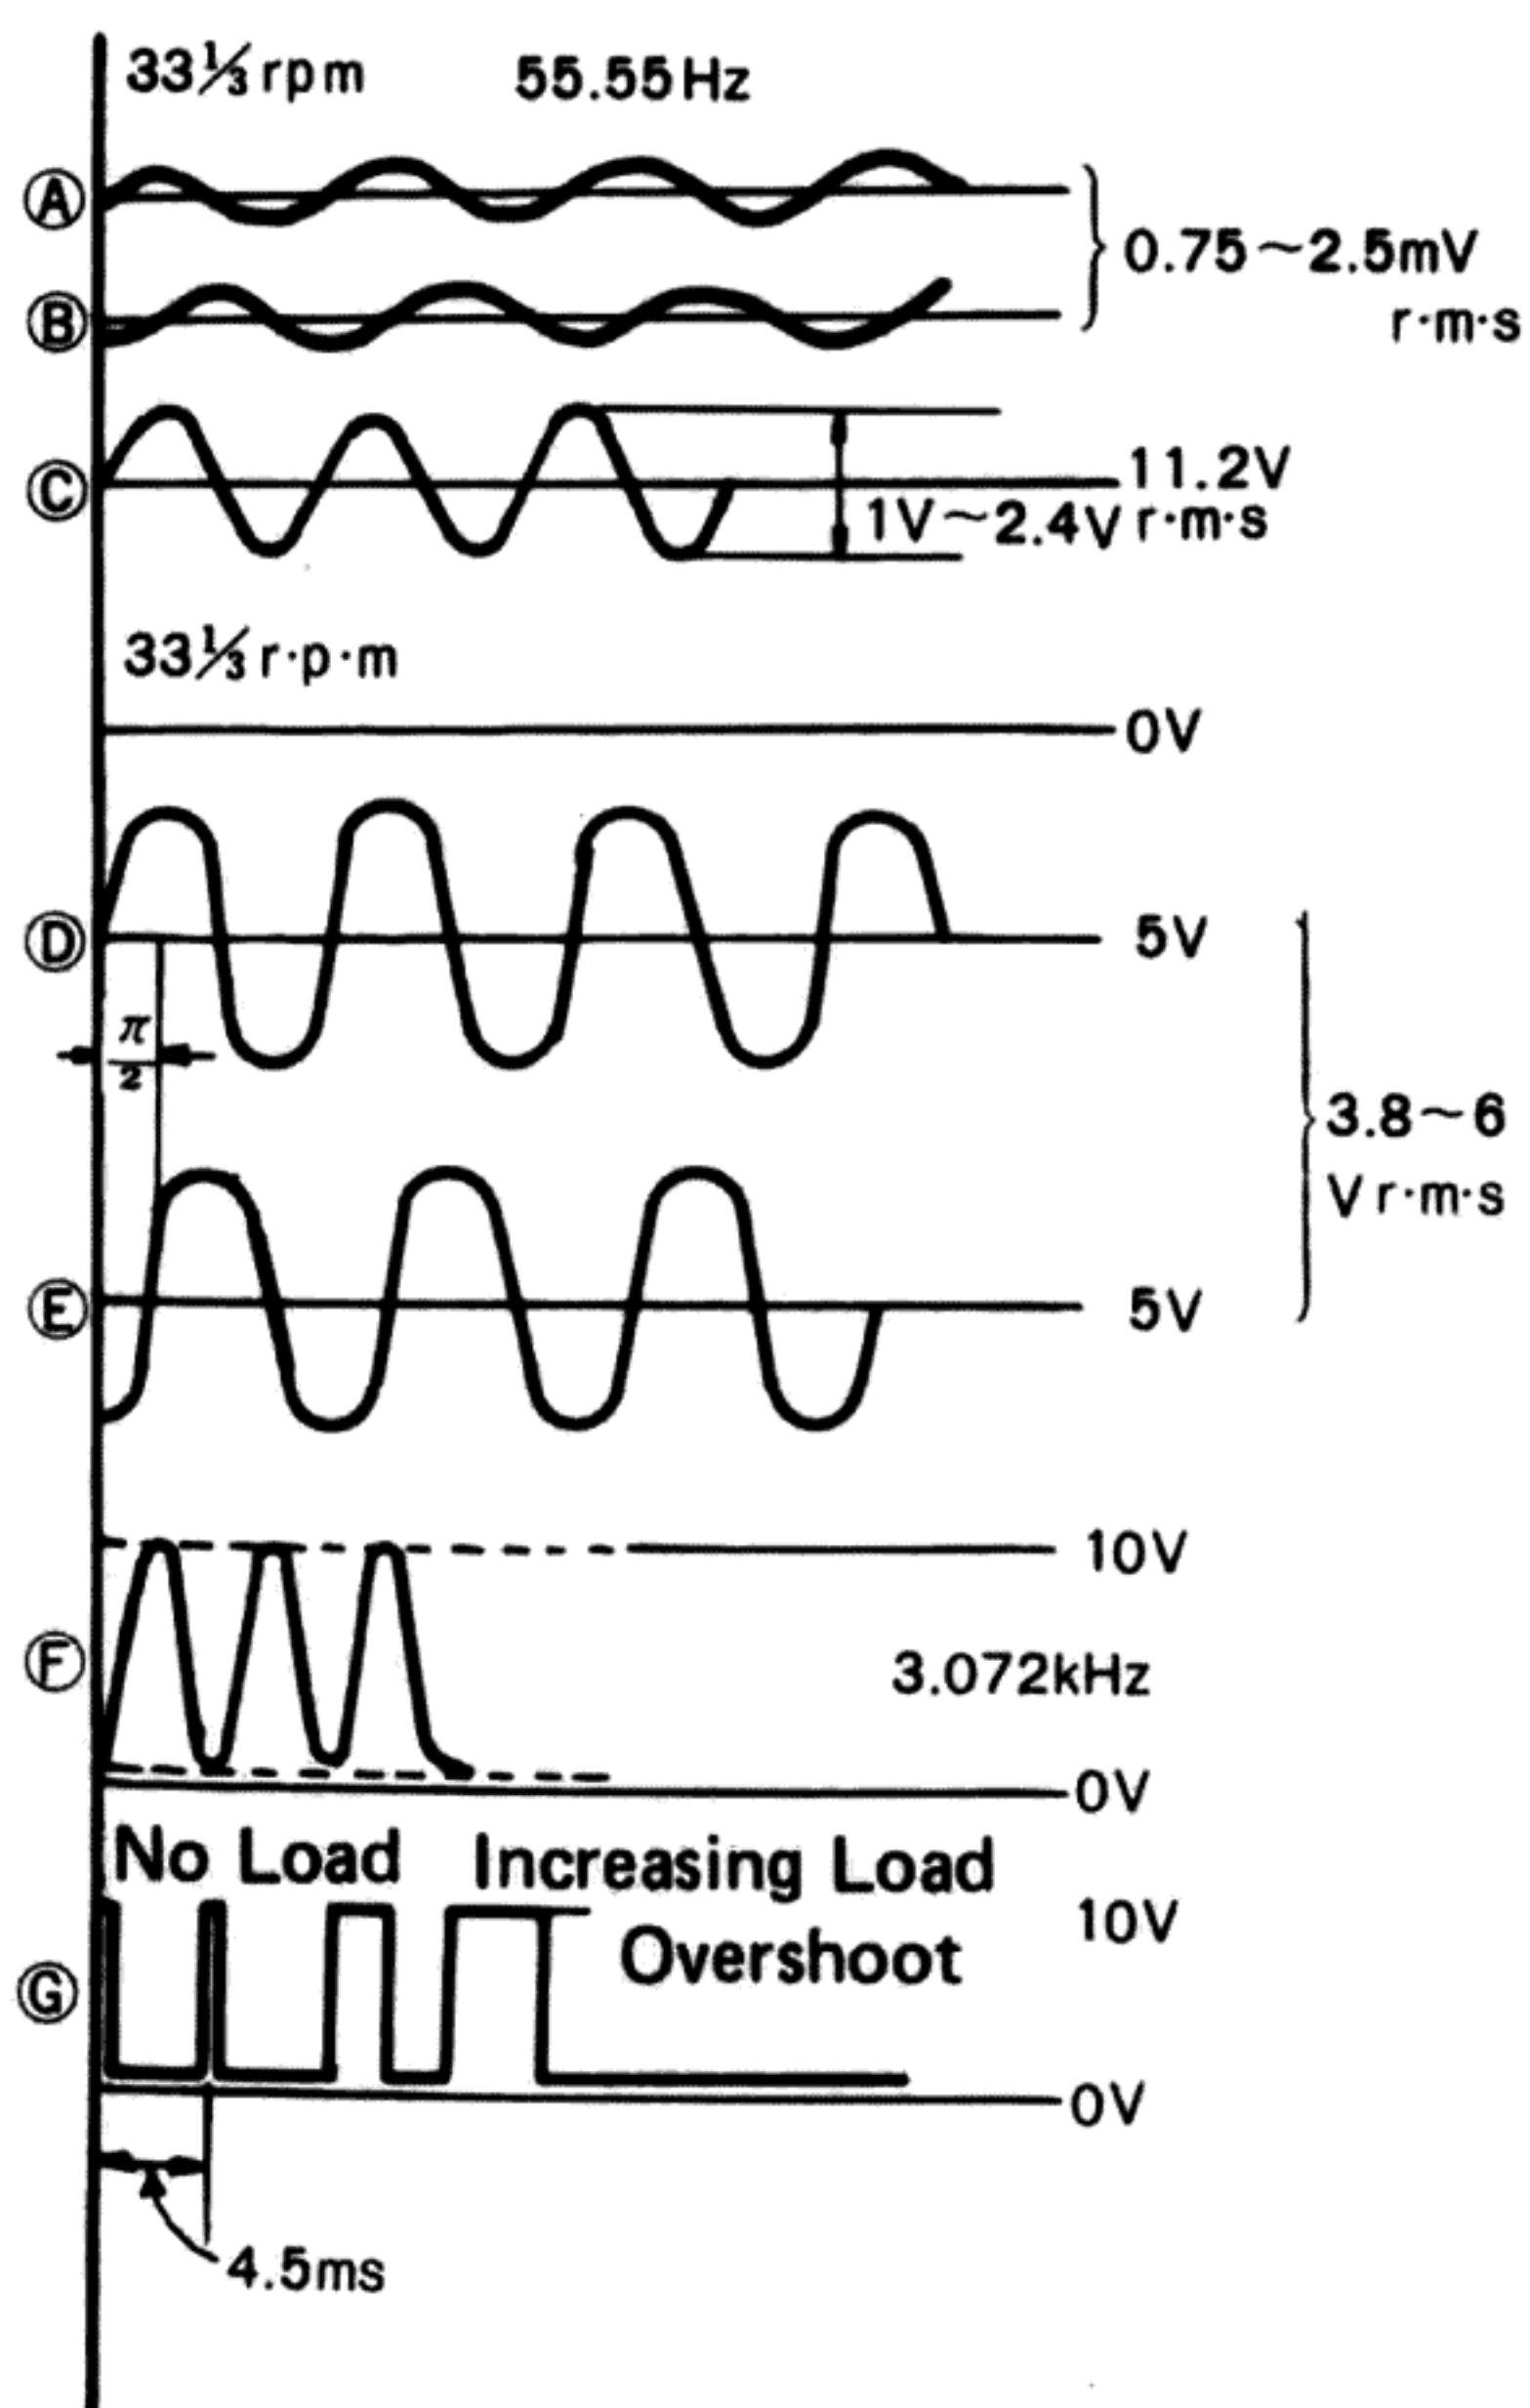 33⅓rpm 55.55Hz
Ⓐ
0.75~2.5mV
r·m·s
Ⓑ
Ⓒ
11.2V
1V~2.4V r·m·s
33⅓r·p·m
0V
Ⓓ
5V
π
2
3.8~6
V r·m·s
Ⓔ
5V
10V
Ⓕ
3.072kHz
0V
No Load Increasing Load
10V
Overshoot
Ⓖ
0V
4.5ms